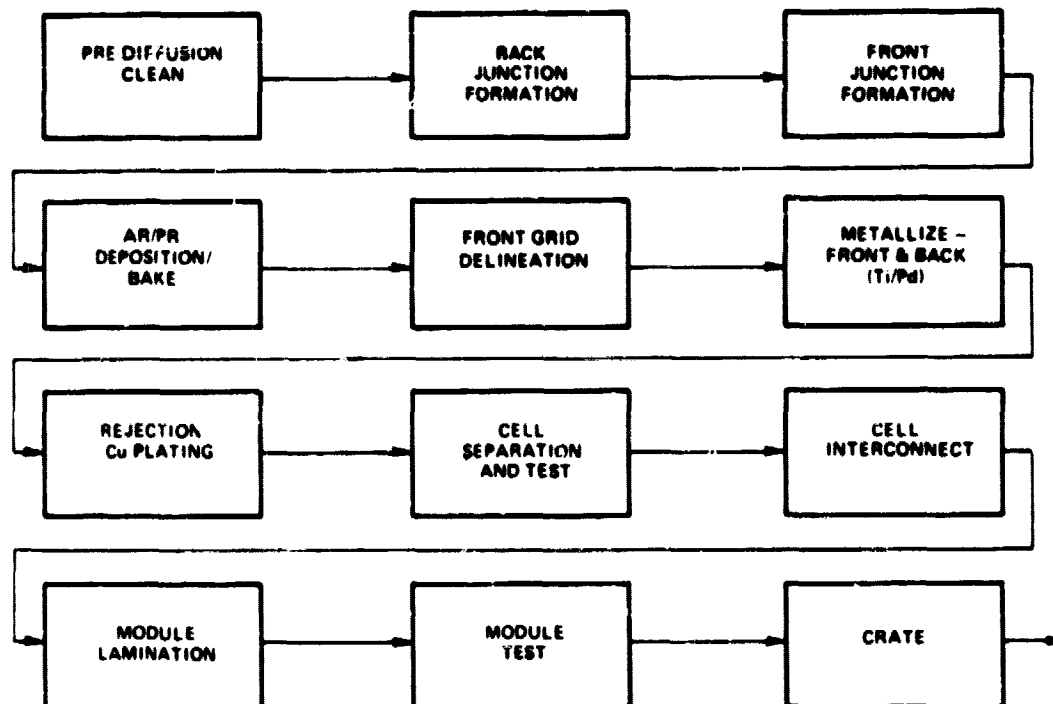 PRE DIFFUSION
CLEAN
BACK
JUNCTION
FORMATION
FRONT
JUNCTION
FORMATION
AR/PR
DEPOSITION/
BAKE
FRONT GRID
DELINEATION
METALLIZE –
FRONT & BACK
(Ti/Pd)
REJECTION
Cu PLATING
CELL
SEPARATION
AND TEST
CELL
INTERCONNECT
MODULE
LAMINATION
MODULE
TEST
CRATE